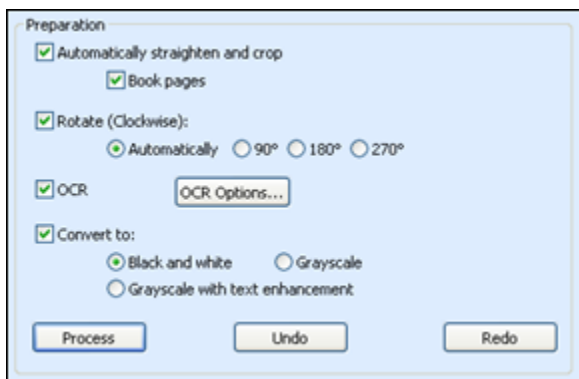 Preparation
Automatically straighten and crop
Book pages
Rotate (Clockwise):
Automatically 90° 180° 270°
OCR OCR Options...
Convert to:
Black and white Grayscale
Grayscale with text enhancement
Process Undo Redo